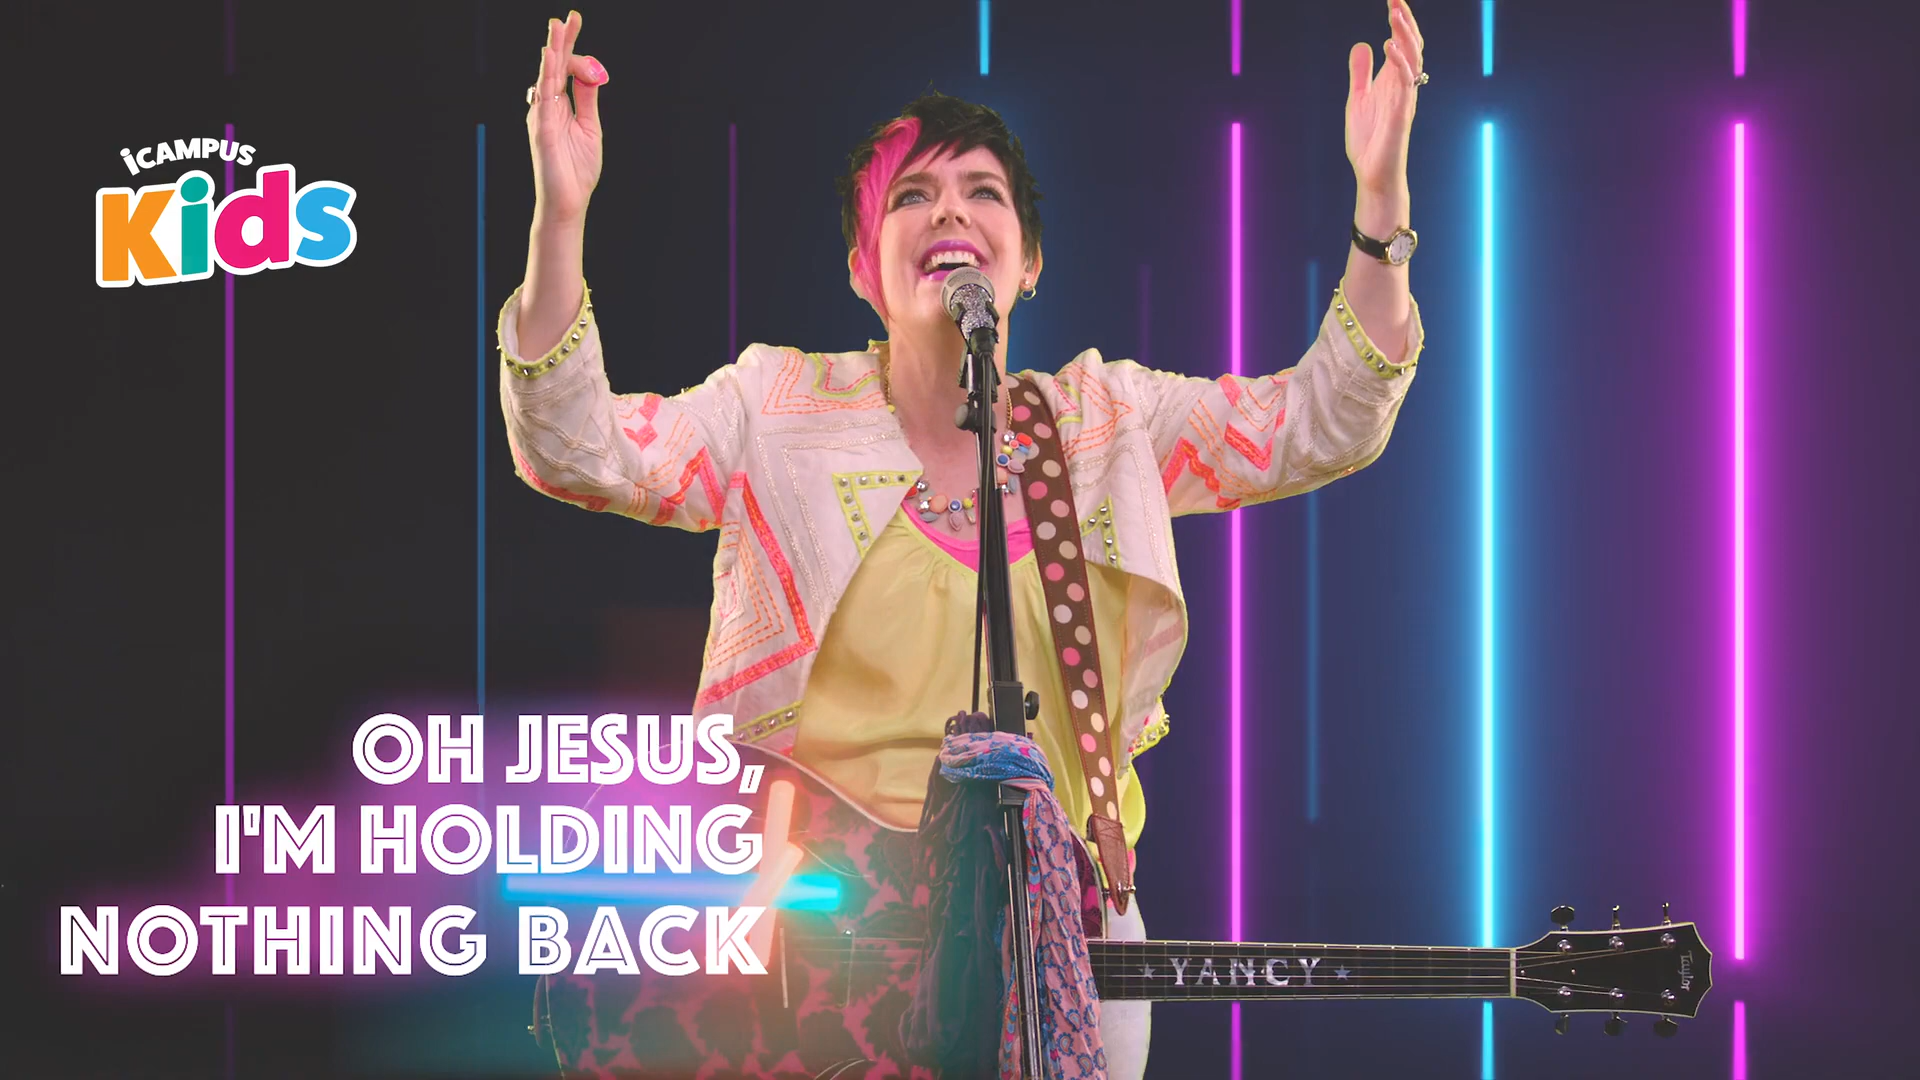 iCAMPUS
Kids
OH JESUS,
I'M HOLDING
NOTHING BACK
YANCY
Taylor